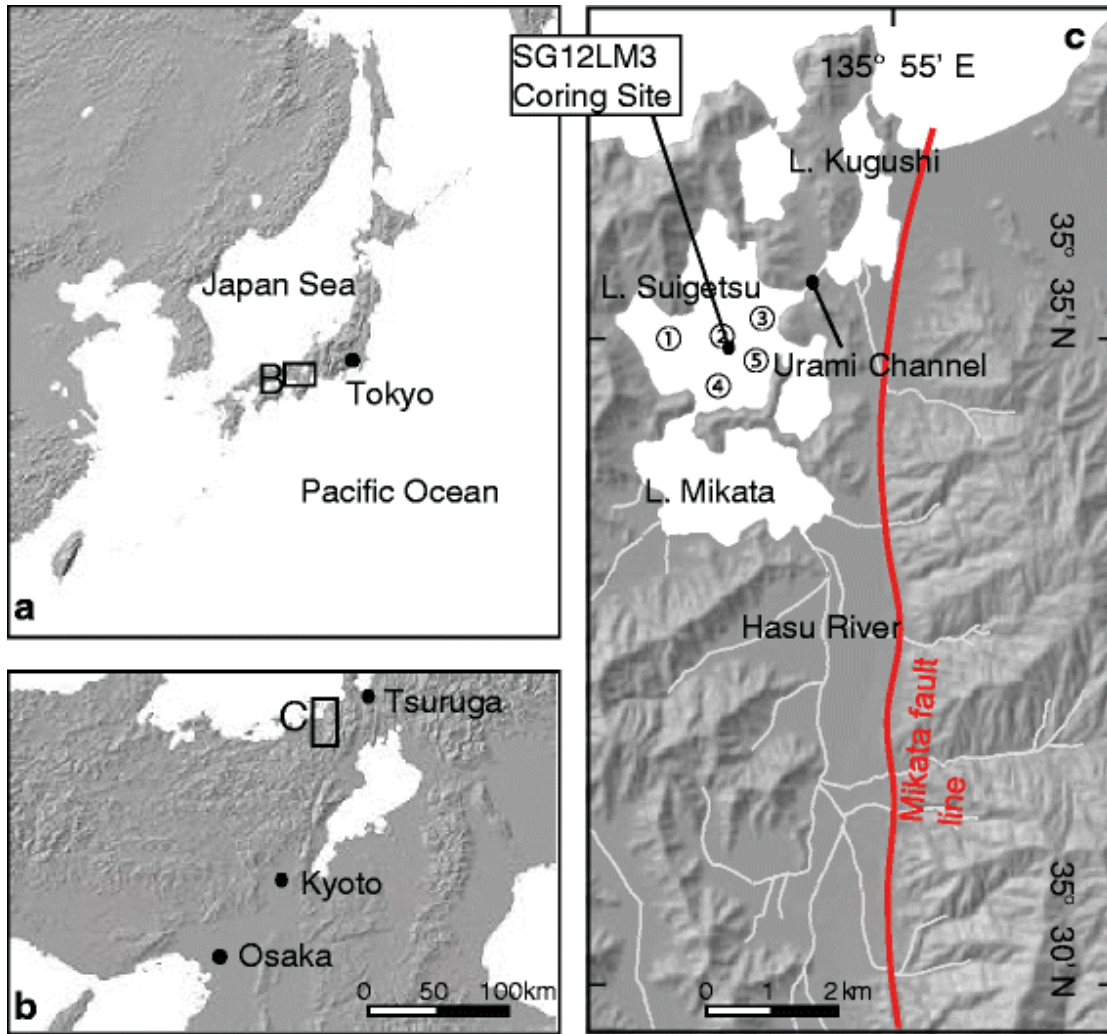 Japan Sea
B
Tokyo
Pacific Ocean
a
C
Tsuruga
Kyoto
Osaka
0 50 100km
b
SG12LM3
Coring Site
c
135° 55' E
L. Kugushi
35° 35' N
L. Suigetsu
①
②
③
④
⑤
Urami Channel
L. Mikata
Hasu River
Mikata fault
line
35° 30' N
0 1 2 km